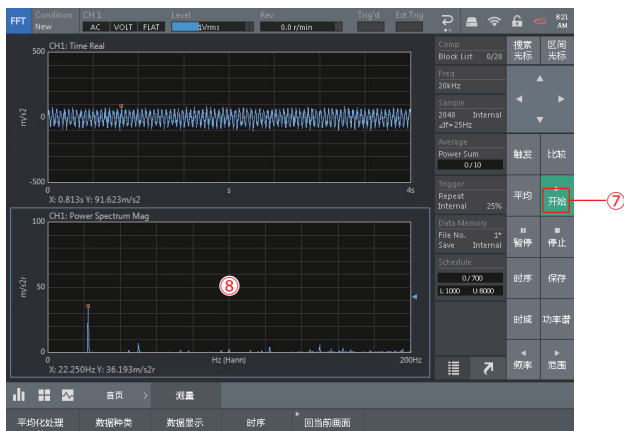 FFT Condition New CH 1 AC VOLT FLAT Level 1Vrms Rev 0.0 r/min Trig'd Ext Trig 6:21 AM
500 CH1: Time Real
m/s2
0
-500
0 s 4s
X: 0.813s Y: 91.623m/s2
100 CH1: Power Spectrum Mag
m/s2r
50
⑧
0
0 Hz (Hann) 200Hz
X: 22.250Hz Y: 36.193m/s2r
Comp
Block List 0/20
Freq
20kHz
Sample
2048 Internal
⊿f=25Hz
Average
Power Sum
0/10
Trigger
Repeat
Internal 25%
Data Memory
File No. 1*
Save Internal
Schedule
0/700
L:1000 U:8000
搜索光标 区间光标
触发 比较
平均 开始
⑦
暂停 停止
时序 保存
时域 功率谱
频率 范围
首页 > 测量
平均化处理 数据种类 数据显示 时序 回当前画面